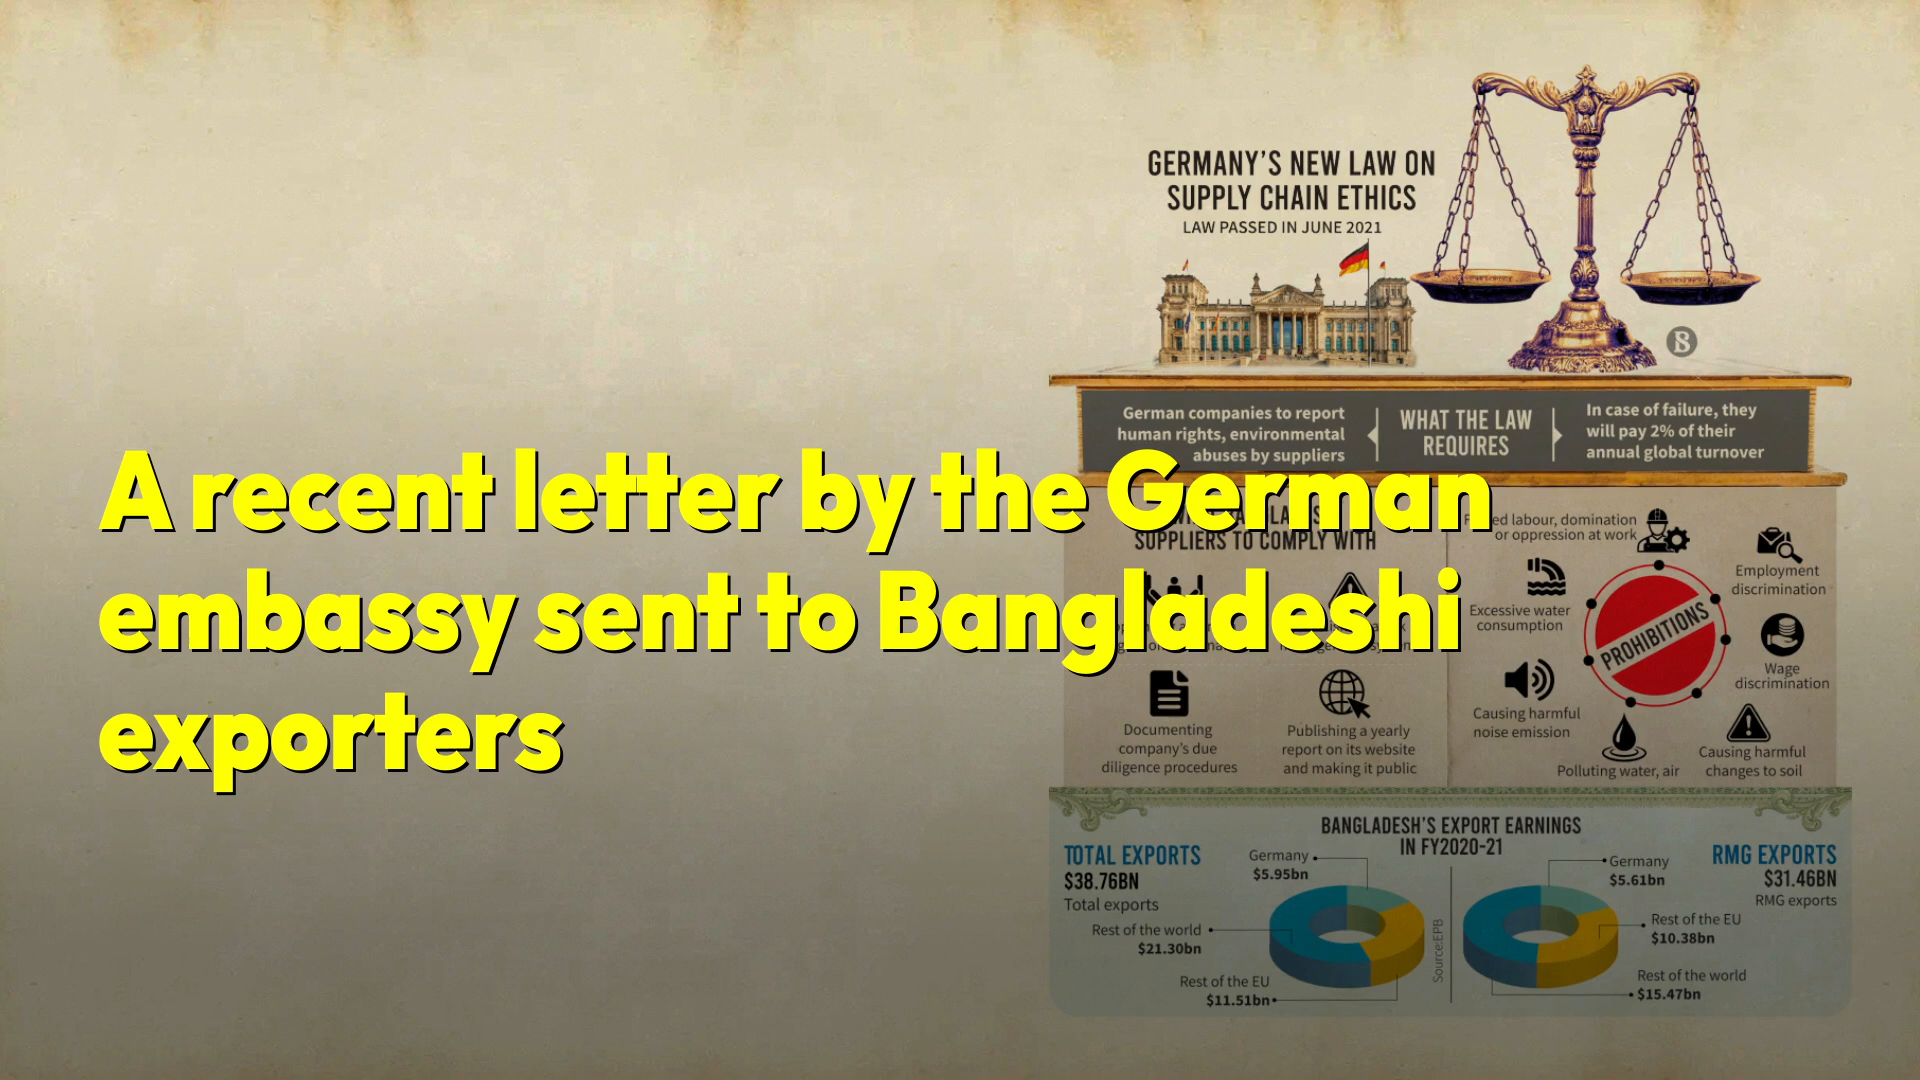 GERMANY'S NEW LAW ON
SUPPLY CHAIN ETHICS
LAW PASSED IN JUNE 2021
B
German companies to report
human rights, environmental
abuses by suppliers
WHAT THE LAW
REQUIRES
In case of failure, they
will pay 2% of their
annual global turnover
A recent letter by the German
embassy sent to Bangladeshi
exporters
SUPPLIERS TO COMPLY WITH
Documenting
company's due
diligence procedures
Publishing a yearly
report on its website
and making it public
labour, domination
or oppression at work
Employment
discrimination
Excessive water
consumption
PROHIBITIONS
Wage
discrimination
Causing harmful
noise emission
Polluting water, air
Causing harmful
changes to soil
BANGLADESH'S EXPORT EARNINGS
IN FY2020-21
TOTAL EXPORTS
$38.76BN
Total exports
Germany
$5.95bn
Rest of the world
$21.30bn
Rest of the EU
$11.51bn
Source:EPB
RMG EXPORTS
$31.46BN
RMG exports
Germany
$5.61bn
Rest of the EU
$10.38bn
Rest of the world
$15.47bn